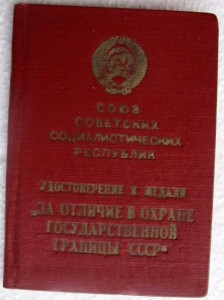 СОЮЗ
СОВЕТСКИХ
СОЦИАЛИСТИЧЕСКИХ
РЕСПУБЛИК
УДОСТОВЕРЕНИЕ К МЕДАЛИ
„ЗА ОТЛИЧИЕ В ОХРАНЕ
ГОСУДАРСТВЕННОЙ
ГРАНИЦЫ СССР“